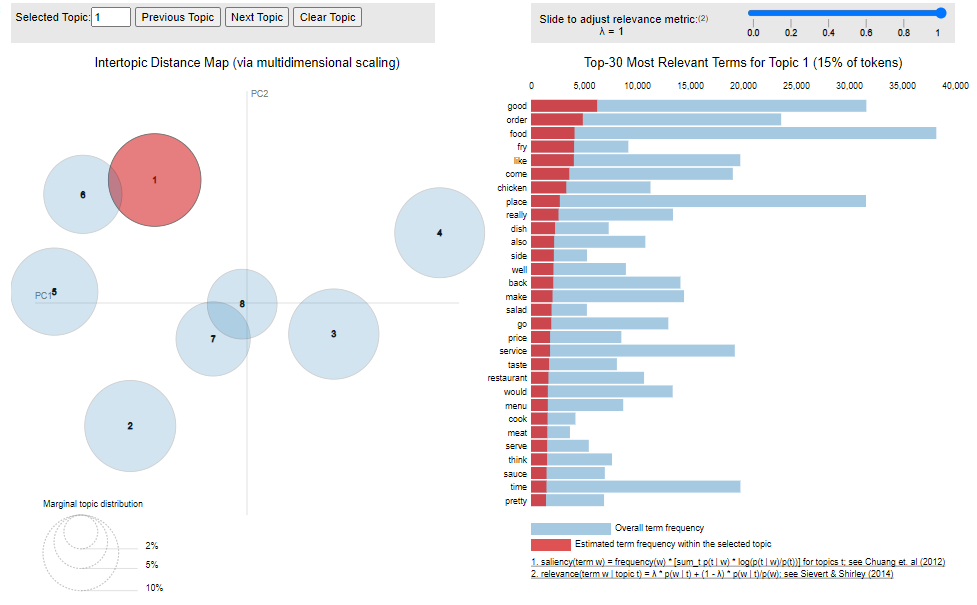 Selected Topic: 1 Previous Topic Next Topic Clear Topic
Slide to adjust relevance metric:(2)
λ = 1
0.0 0.2 0.4 0.6 0.8 1
Intertopic Distance Map (via multidimensional scaling)
PC2
PC1
1
6
4
5
8
7
3
2
Marginal topic distribution
2%
5%
10%
Top-30 Most Relevant Terms for Topic 1 (15% of tokens)
0 5,000 10,000 15,000 20,000 25,000 30,000 35,000 40,000
good
order
food
fry
like
come
chicken
place
really
dish
also
side
well
back
make
salad
go
price
service
taste
restaurant
would
menu
cook
meat
serve
think
sauce
time
pretty
Overall term frequency
Estimated term frequency within the selected topic
1. saliency(term w) = frequency(w) * [sum_t p(t | w) * log(p(t | w)/p(t))] for topics t; see Chuang et. al (2012)
2. relevance(term w | topic t) = λ * p(w | t) + (1 - λ) * p(w | t)/p(w); see Sievert & Shirley (2014)